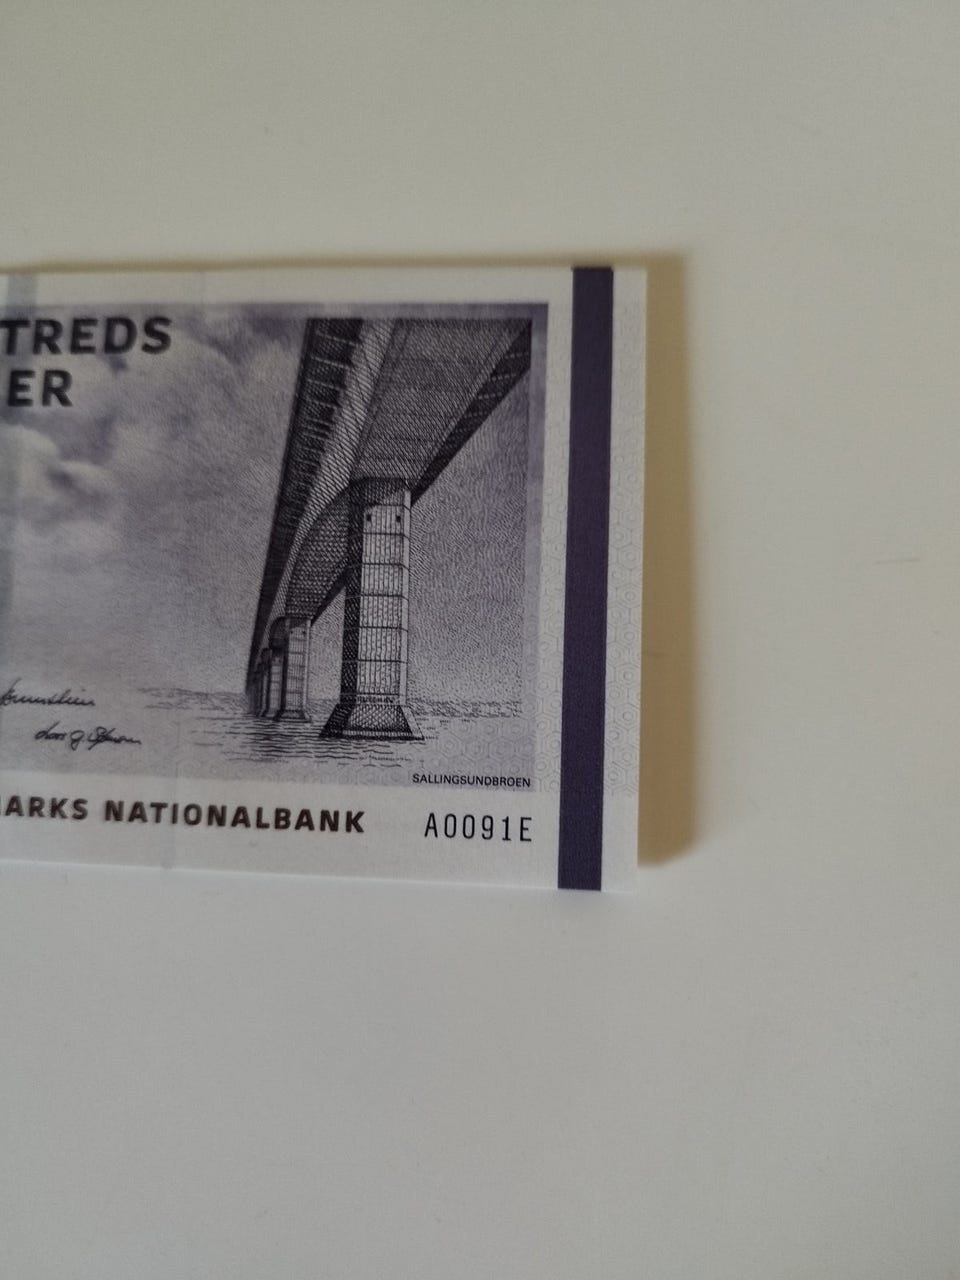 TREDS
ER
SALLINGSUNDBROEN
ARKS NATIONALBANK
A0091E